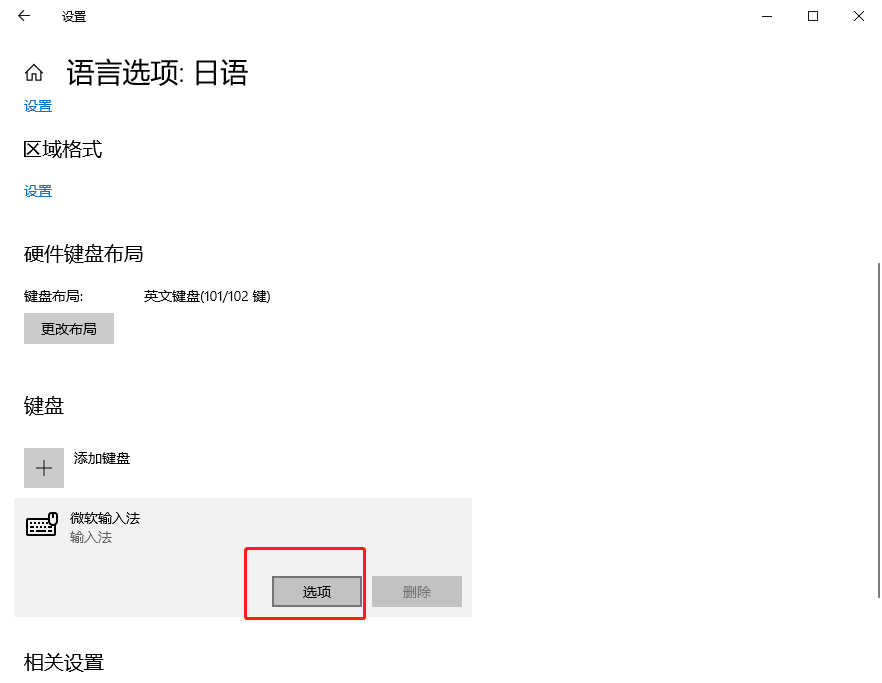 设置
语言选项: 日语
设置
区域格式
设置
硬件键盘布局
键盘布局: 英文键盘(101/102 键)
更改布局
键盘
添加键盘
微软输入法
输入法
选项 删除
相关设置